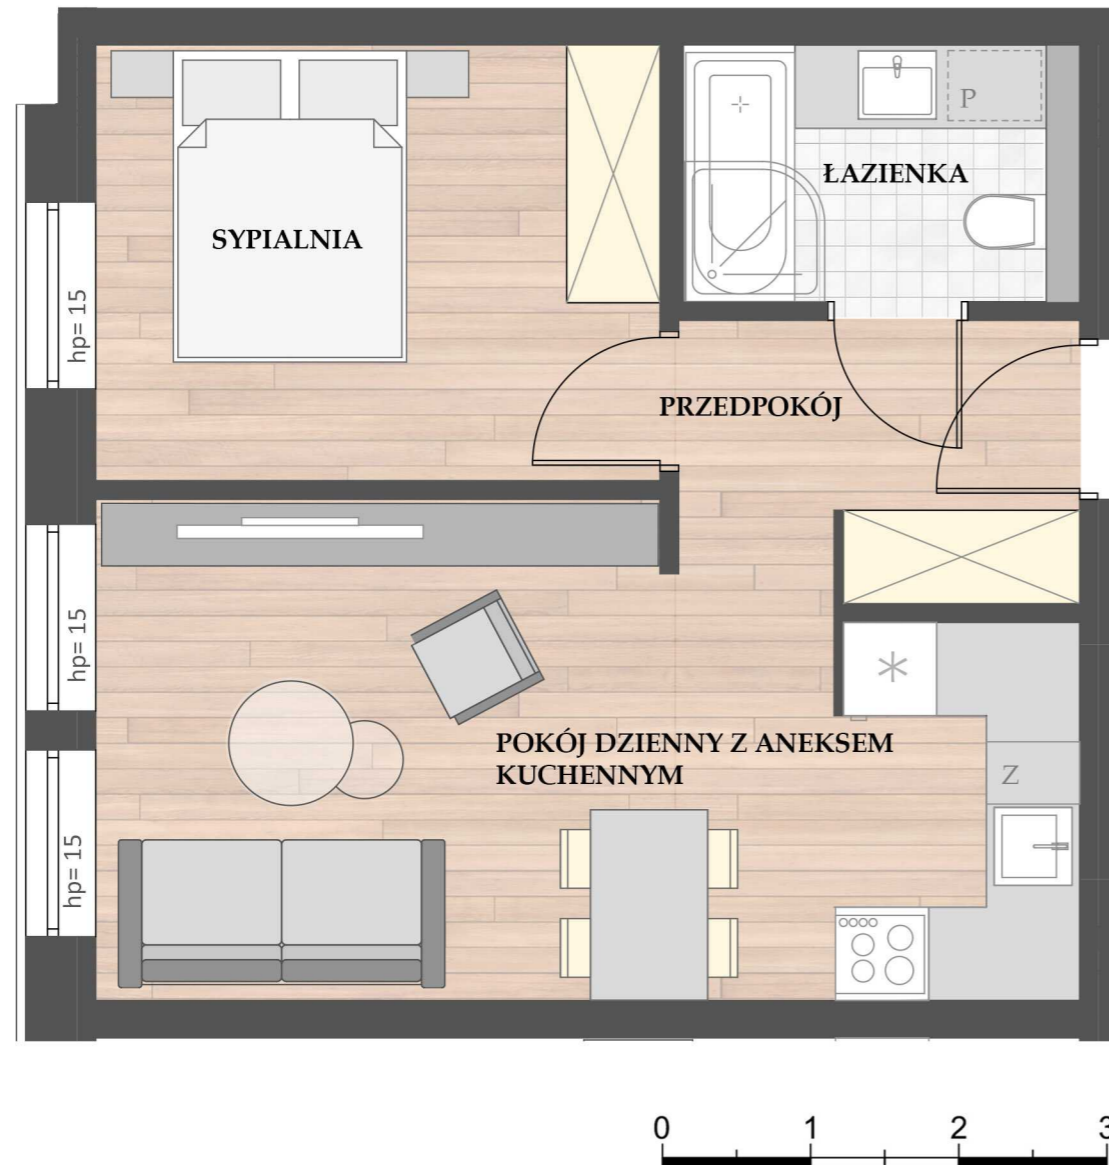 P
ŁAZIENKA
SYPIALNIA
hp= 15
PRZEDPOKÓJ
hp= 15
POKÓJ DZIENNY Z ANEKSEM
KUCHENNYM
Z
hp= 15
0 1 2 3